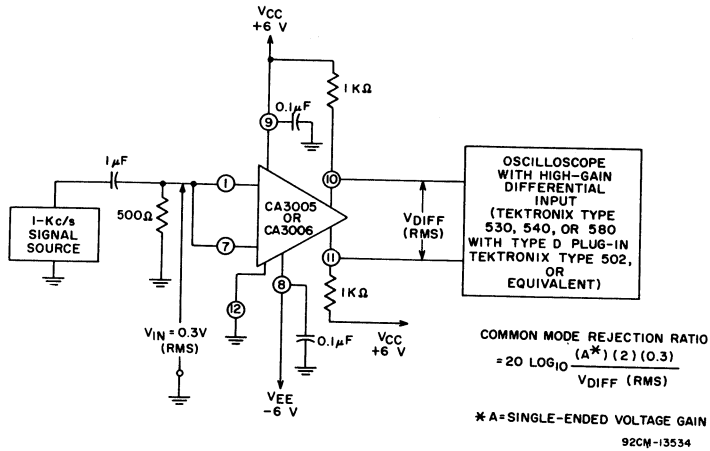 VCC
+6 V
1 KΩ
0.1µF
9
1µF
1
10
OSCILLOSCOPE
WITH HIGH-GAIN
DIFFERENTIAL
INPUT
(TEKTRONIX TYPE
530, 540, OR 580
WITH TYPE D PLUG-IN
TEKTRONIX TYPE 502,
OR
EQUIVALENT)
CA3005
OR
CA3006
VDIFF
(RMS)
500Ω
1-Kc/s
SIGNAL
SOURCE
7
11
8
12
1KΩ
VIN = 0.3V
(RMS)
0.1µF
VCC
+6 V
VEE
-6 V
COMMON MODE REJECTION RATIO
= 20 LOG10 (A*) (2) (0.3)
VDIFF (RMS)
* A = SINGLE-ENDED VOLTAGE GAIN
92CM-13534